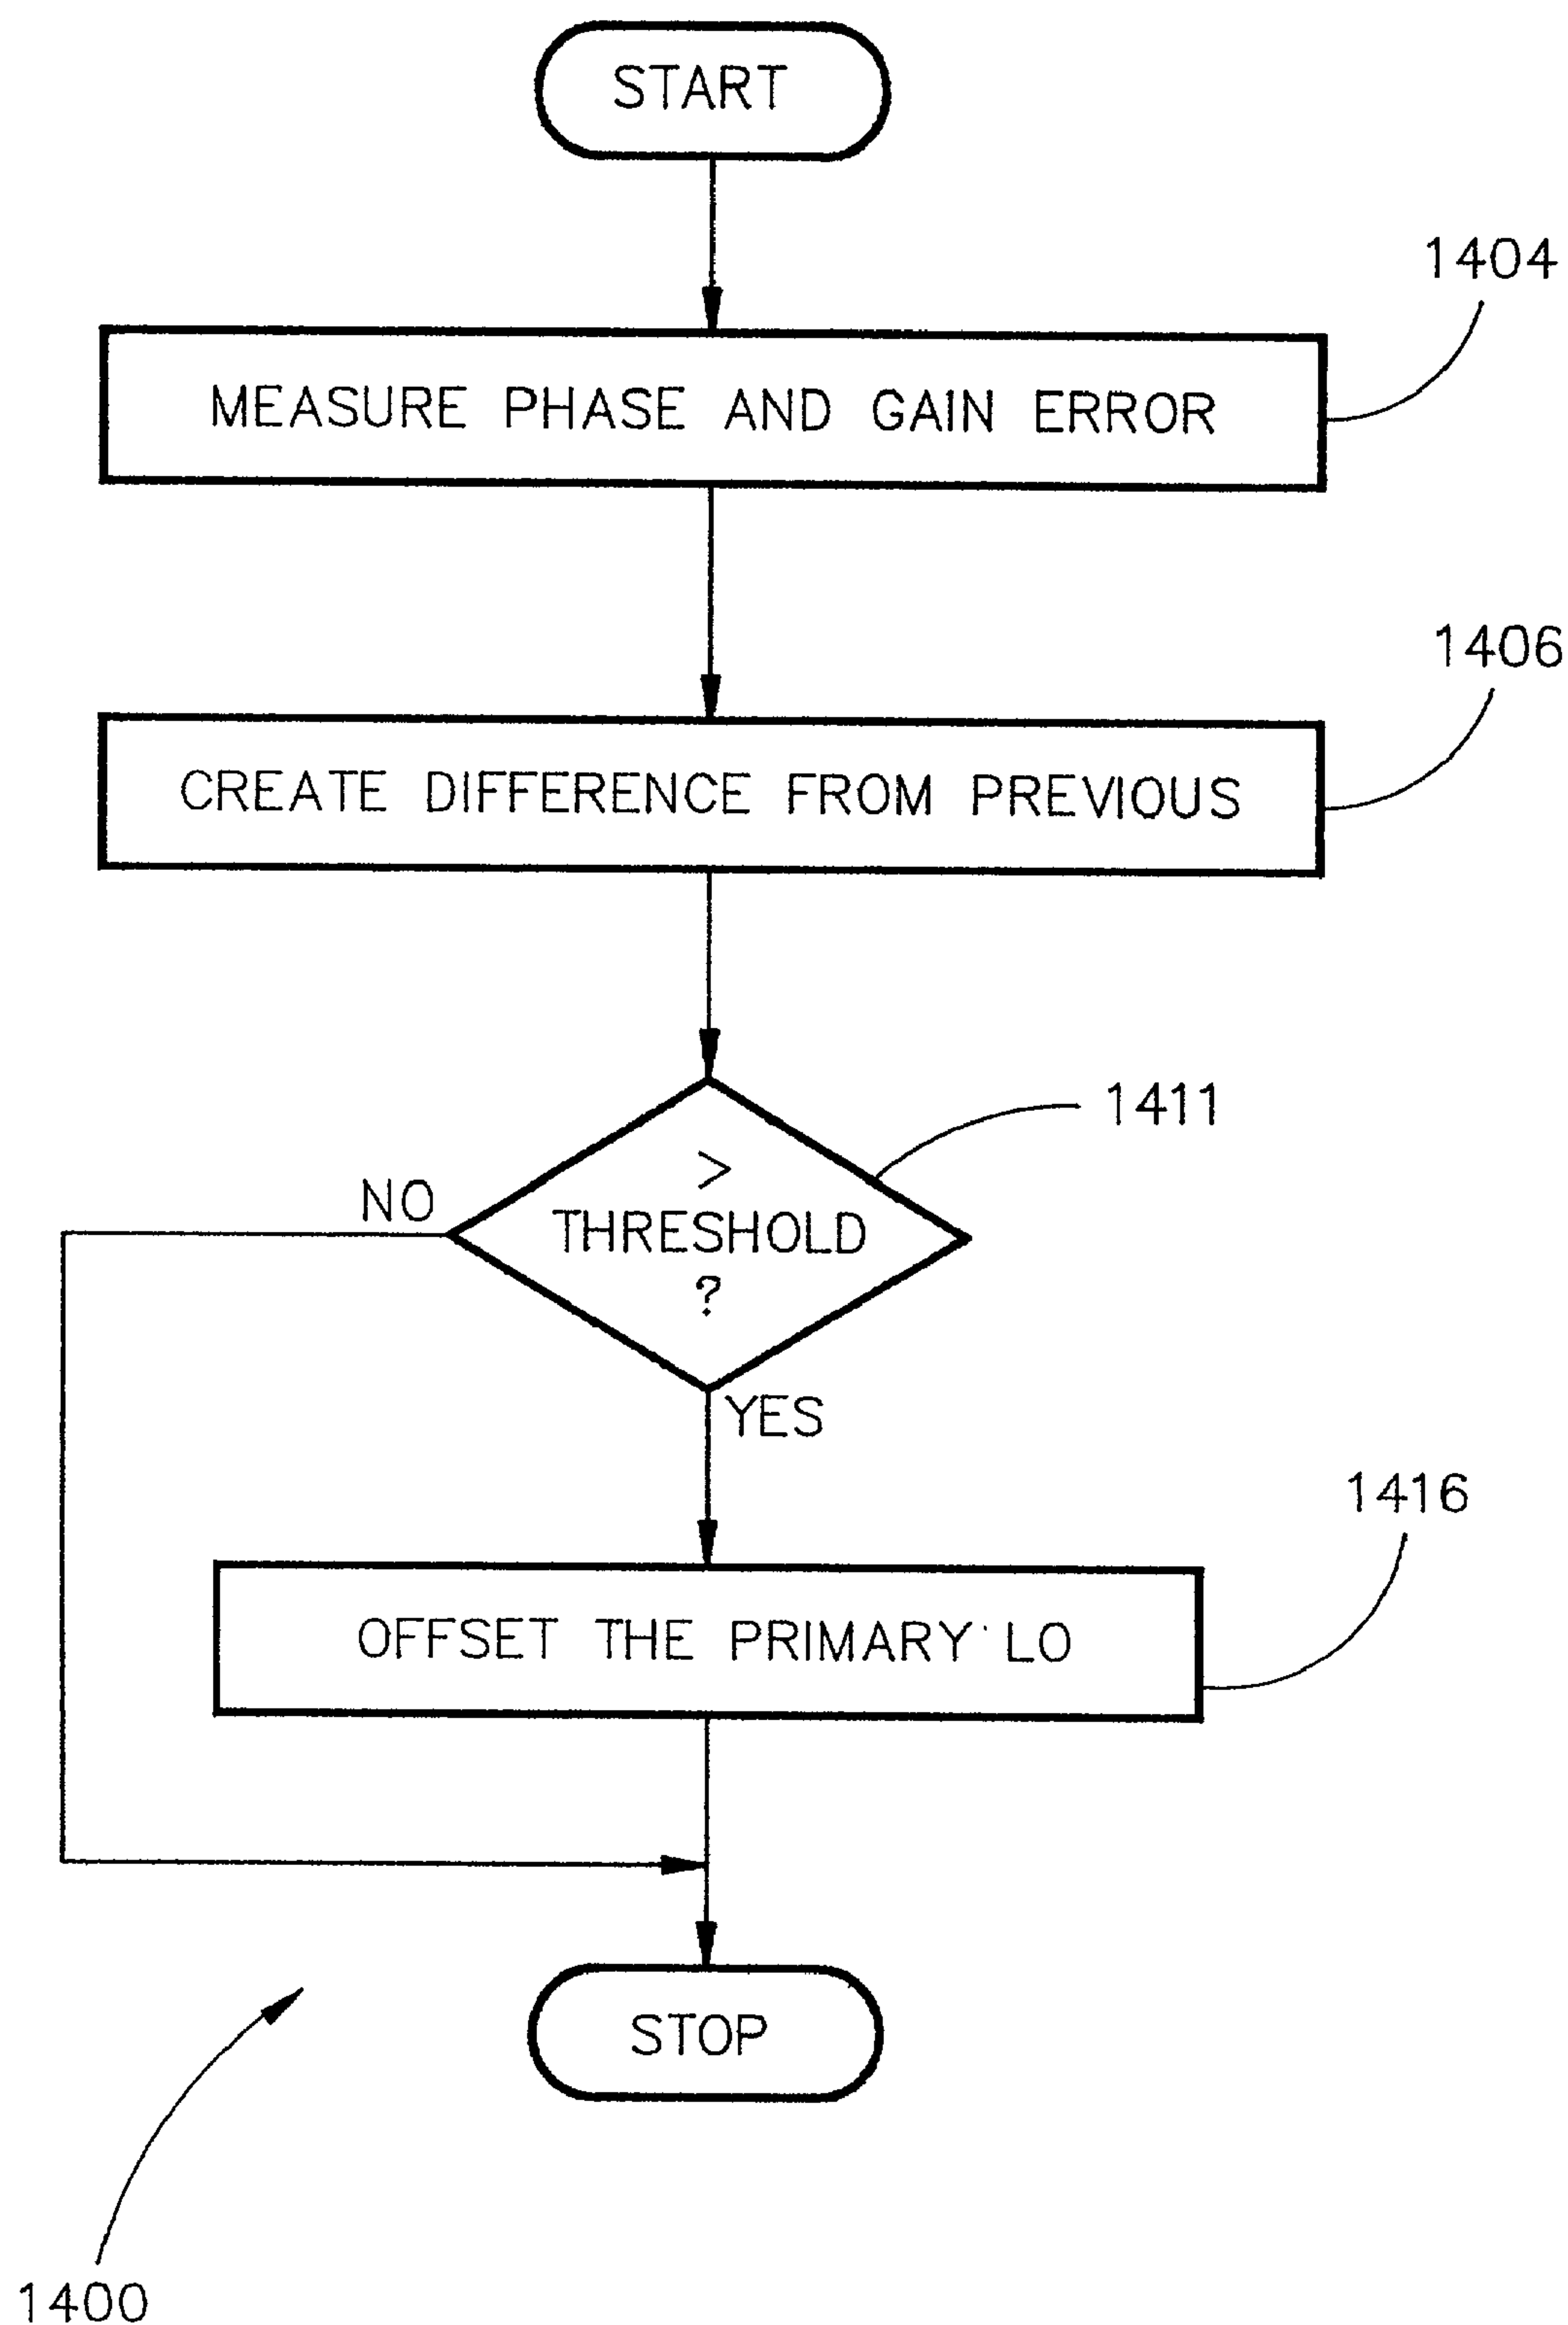 START
1404
MEASURE PHASE AND GAIN ERROR
1406
CREATE DIFFERENCE FROM PREVIOUS
1411
>
NO
THRESHOLD
?
YES
1416
OFFSET THE PRIMARY LO
STOP
1400